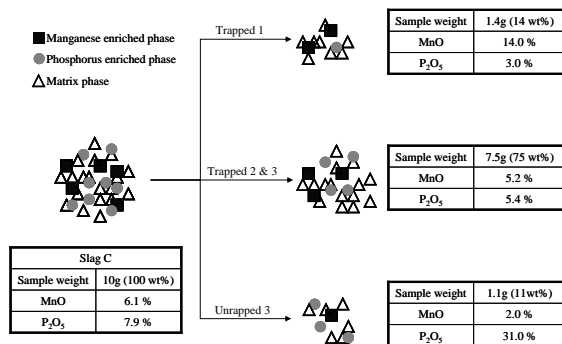 Manganese enriched phase
Phosphorus enriched phase
Matrix phase
Trapped 1
Sample weight 1.4g (14 wt%)
MnO 14.0 %
P2O5 3.0 %
Trapped 2 & 3
Sample weight 7.5g (75 wt%)
MnO 5.2 %
P2O5 5.4 %
Slag C
Sample weight 10g (100 wt%)
MnO 6.1 %
P2O5 7.9 %
Unrapped 3
Sample weight 1.1g (11wt%)
MnO 2.0 %
P2O5 31.0 %